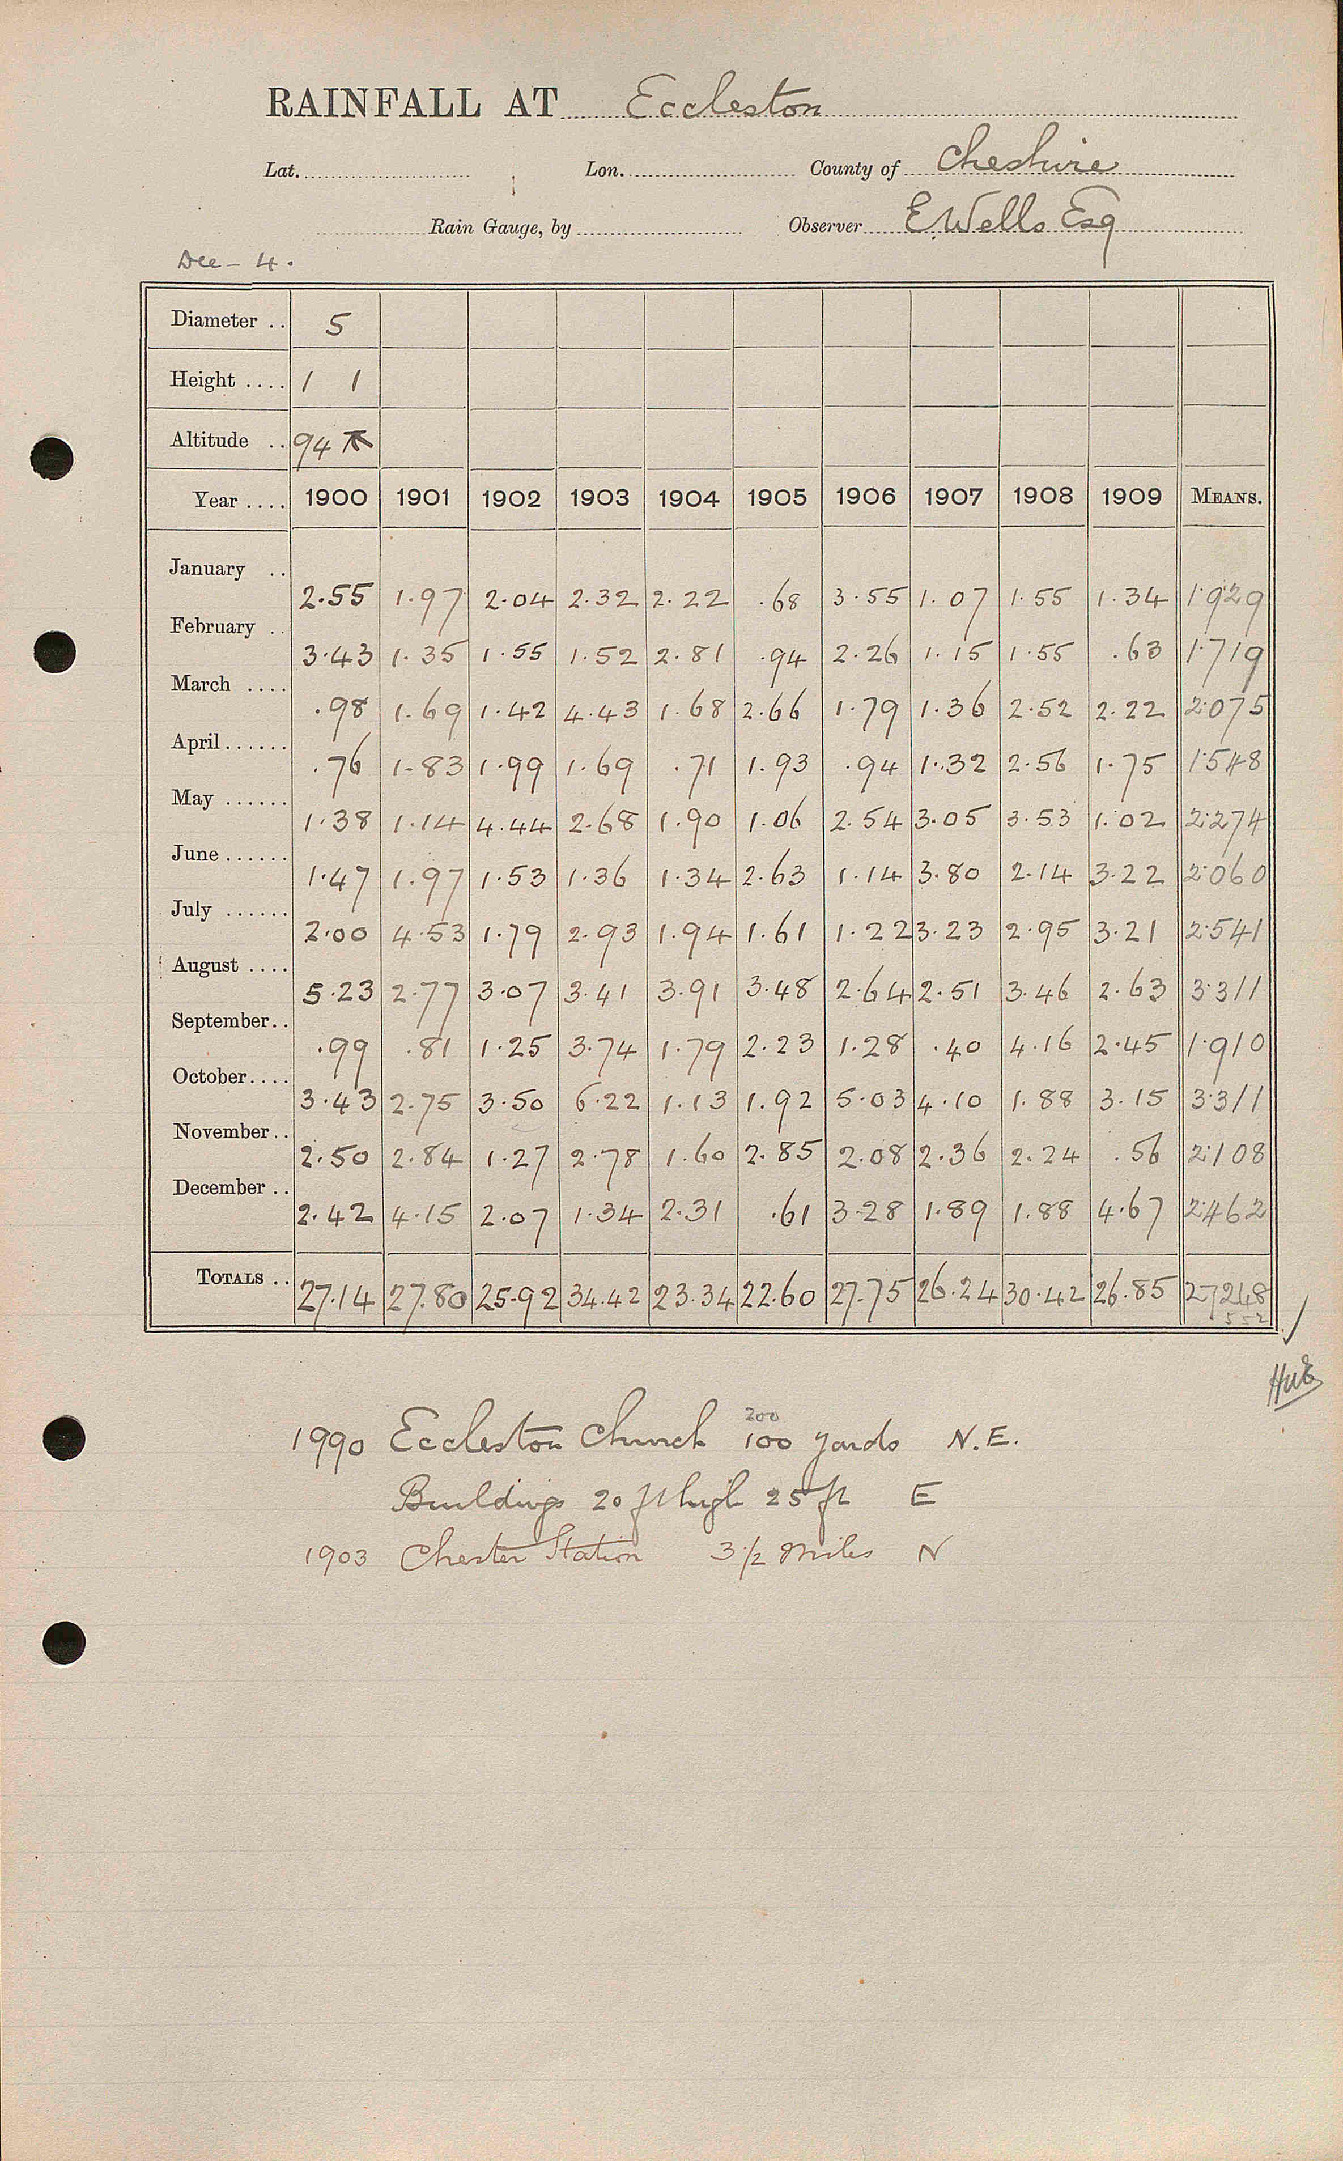 RAINFALL AT Eccleston
Lat. Lon. County of Cheshire
Rain Gauge, by Observer E. Wells Esq
Dee - 4.
Diameter .. 5
Height .... 1 1
Altitude .. 94
Year .... 1900 1901 1902 1903 1904 1905 1906 1907 1908 1909 MEANS.
January .. 2.55 1.97 2.04 2.32 2.22 .68 3.55 1.07 1.55 1.34 1.929
February .. 3.43 1.35 1.55 1.52 2.81 .94 2.26 1.15 1.55 .63 1.719
March .... .98 1.69 1.42 4.43 1.68 2.66 1.79 1.36 2.52 2.22 2.075
April ...... .76 1.83 1.99 1.69 .71 1.93 .94 1.32 2.56 1.75 1.548
May ...... 1.38 1.14 4.44 2.68 1.90 1.06 2.54 3.05 3.53 1.02 2.274
June ...... 1.47 1.97 1.53 1.36 1.34 2.63 1.14 3.80 2.14 3.22 2.060
July ...... 2.00 4.53 1.79 2.93 1.94 1.61 1.22 3.23 2.95 3.21 2.541
August .... 5.23 2.77 3.07 3.41 3.91 3.48 2.64 2.51 3.46 2.63 3.311
September.. .99 .81 1.25 3.74 1.79 2.23 1.28 .40 4.16 2.45 1.910
October.... 3.43 2.75 3.50 6.22 1.13 1.92 5.03 4.10 1.88 3.15 3.311
November.. 2.50 2.84 1.27 2.78 1.60 2.85 2.08 2.36 2.24 .56 2.108
December .. 2.42 4.15 2.07 1.34 2.31 .61 3.28 1.89 1.88 4.67 2.462
TOTALS .. 27.14 27.80 25.92 34.42 23.34 22.60 27.75 26.24 30.42 26.85 27.248
200
1990 Eccleston Church 100 yards N.E.
Buildings 20 ft high 25 ft E
1903 Chester Station 3 1/2 miles N